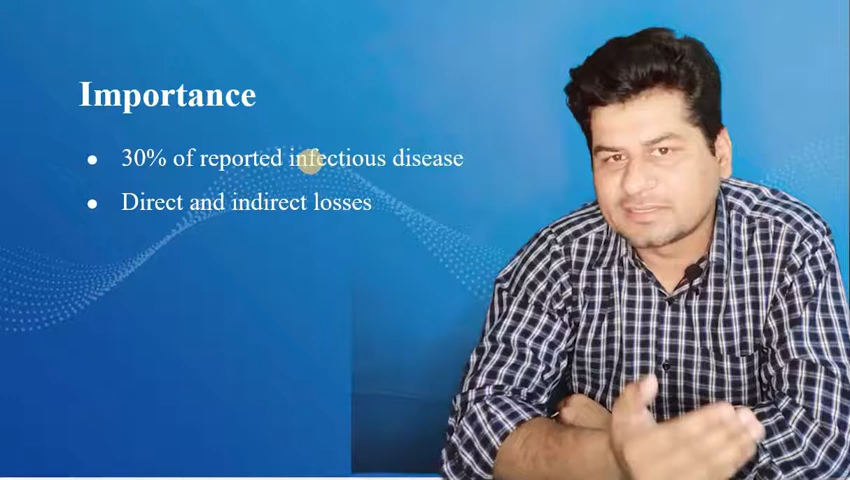 Importance
● 30% of reported infectious disease
● Direct and indirect losses